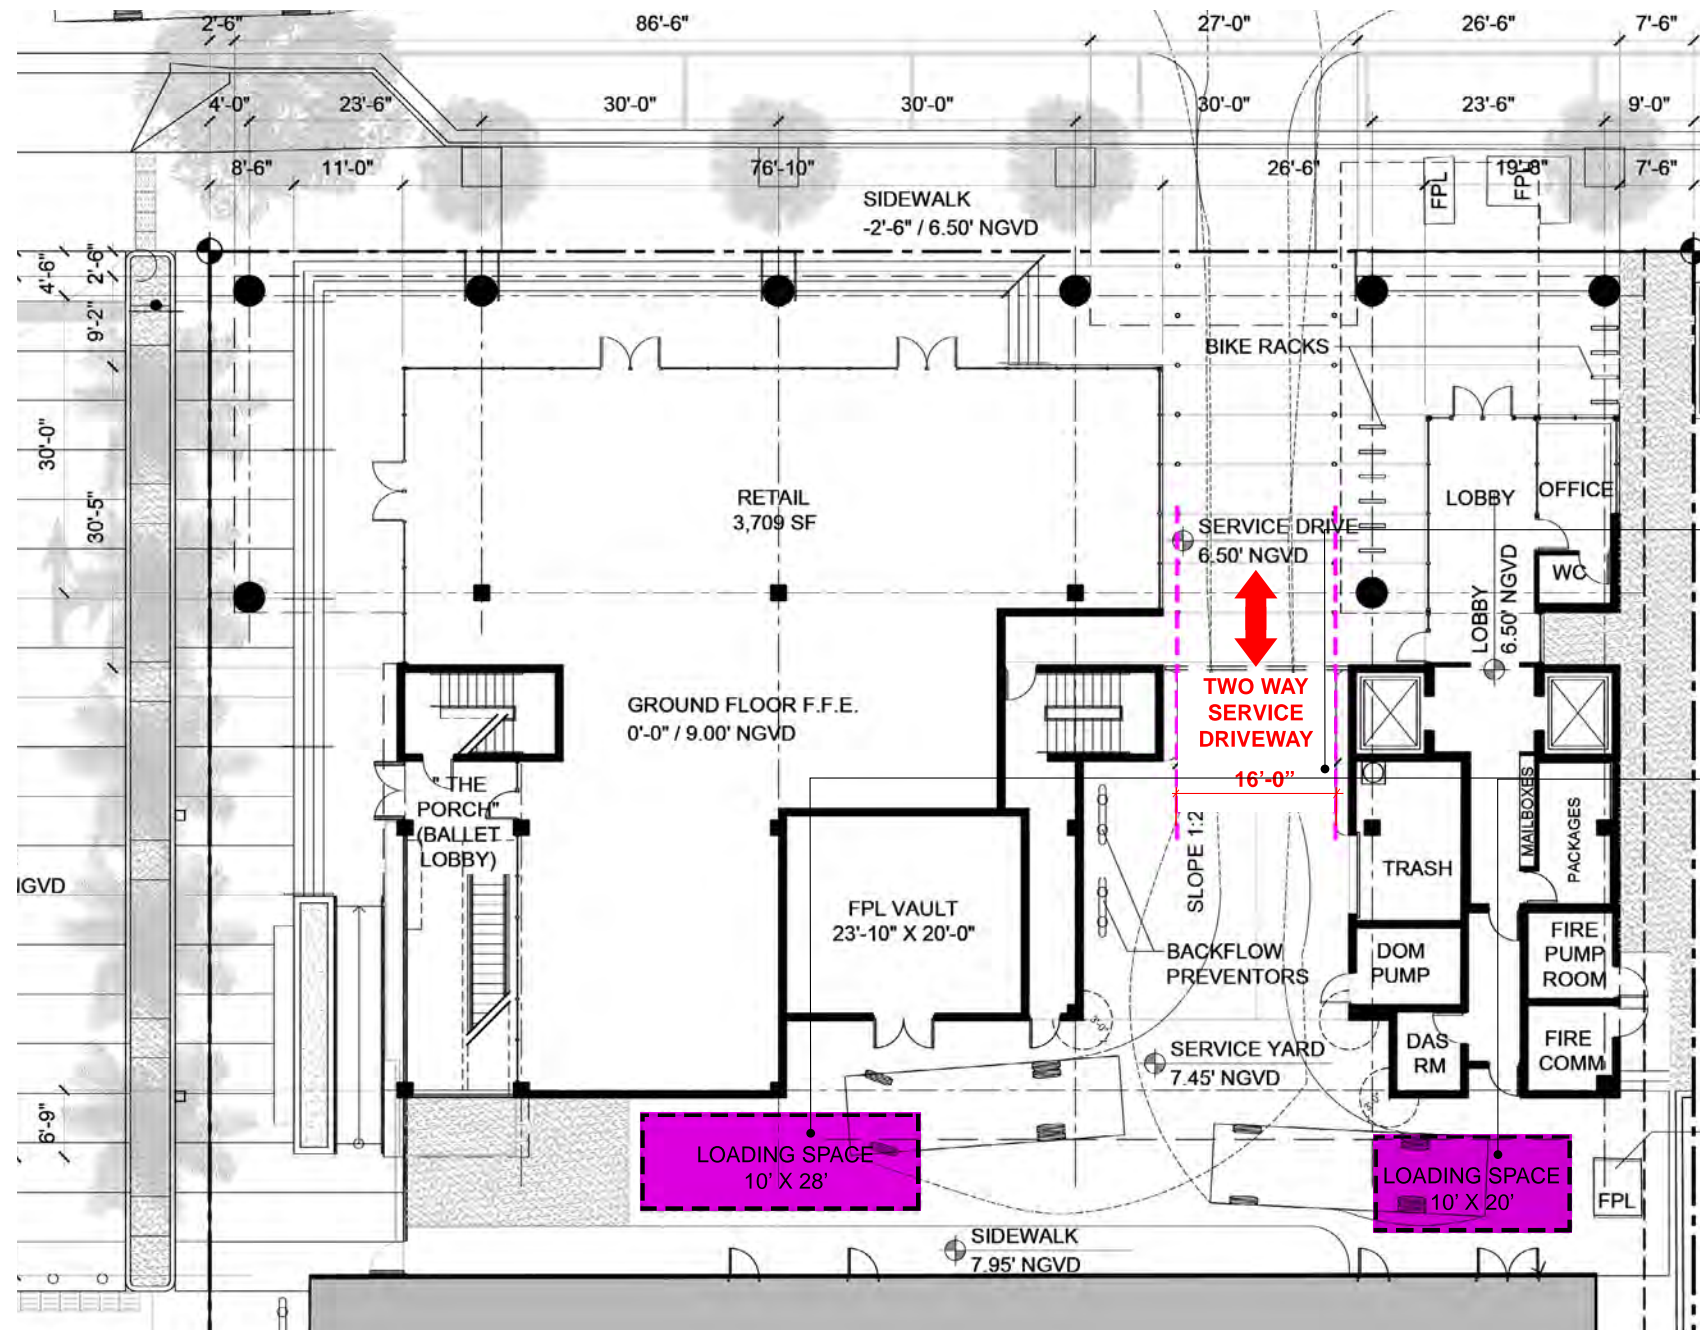 2'-6"
86'-6"
27'-0"
26'-6"
7'-6"
4'-0"
23'-6"
30'-0"
30'-0"
30'-0"
23'-6"
9'-0"
8'-6"
11'-0"
76'-10"
26'-6"
19'-8"
7'-6"
FPL
FPL
SIDEWALK
-2'-6" / 6.50' NGVD
4'-6"
2'-6"
9'-2"
30'-0"
30'-5"
BIKE RACKS
RETAIL
3,709 SF
LOBBY
OFFICE
SERVICE DRIVE
6.50' NGVD
WC
LOBBY
6.50' NGVD
GROUND FLOOR F.F.E.
0'-0" / 9.00' NGVD
TWO WAY
SERVICE
DRIVEWAY
16'-0"
" THE
PORCH"
(BALLET
LOBBY)
SLOPE 1:2
MAILBOXES
PACKAGES
TRASH
NGVD
FPL VAULT
23'-10" X 20'-0"
BACKFLOW
PREVENTORS
DOM
PUMP
FIRE
PUMP
ROOM
DAS
RM
FIRE
COMM
SERVICE YARD
7.45' NGVD
6'-9"
LOADING SPACE
10' X 28'
LOADING SPACE
10' X 20'
FPL
SIDEWALK
7.95' NGVD